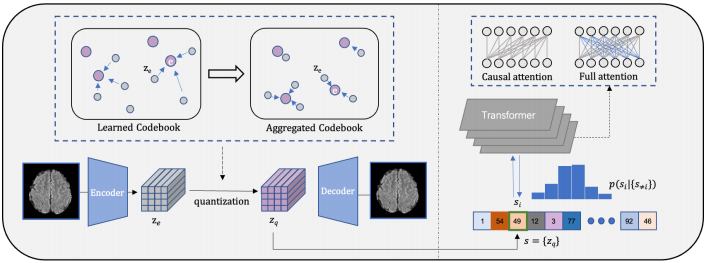 z_e
z_e
Learned Codebook
Aggregated Codebook
Encoder
z_e
quantization
z_q
Decoder
Causal attention
Full attention
Transformer
s_i
p(s_i|{s_≠i})
1 54 49 12 3 77 92 46
s = {z_q}